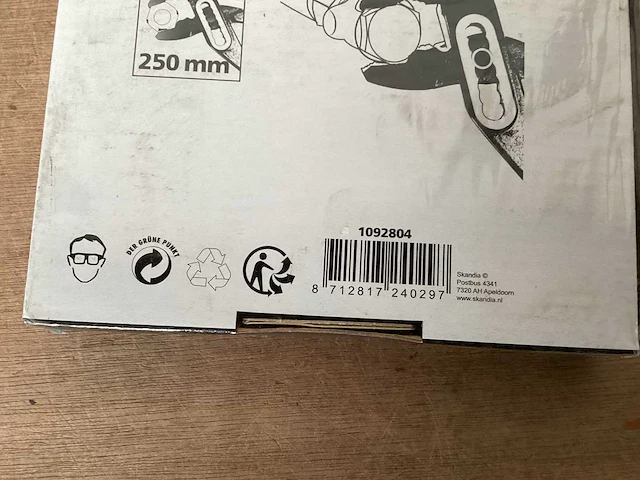 250 mm
DER GRÜNE PUNKT
1092804
8 712817 240297
Skandia ©
Postbus 4341
7320 AH Apeldoorn
www.skandia.nl